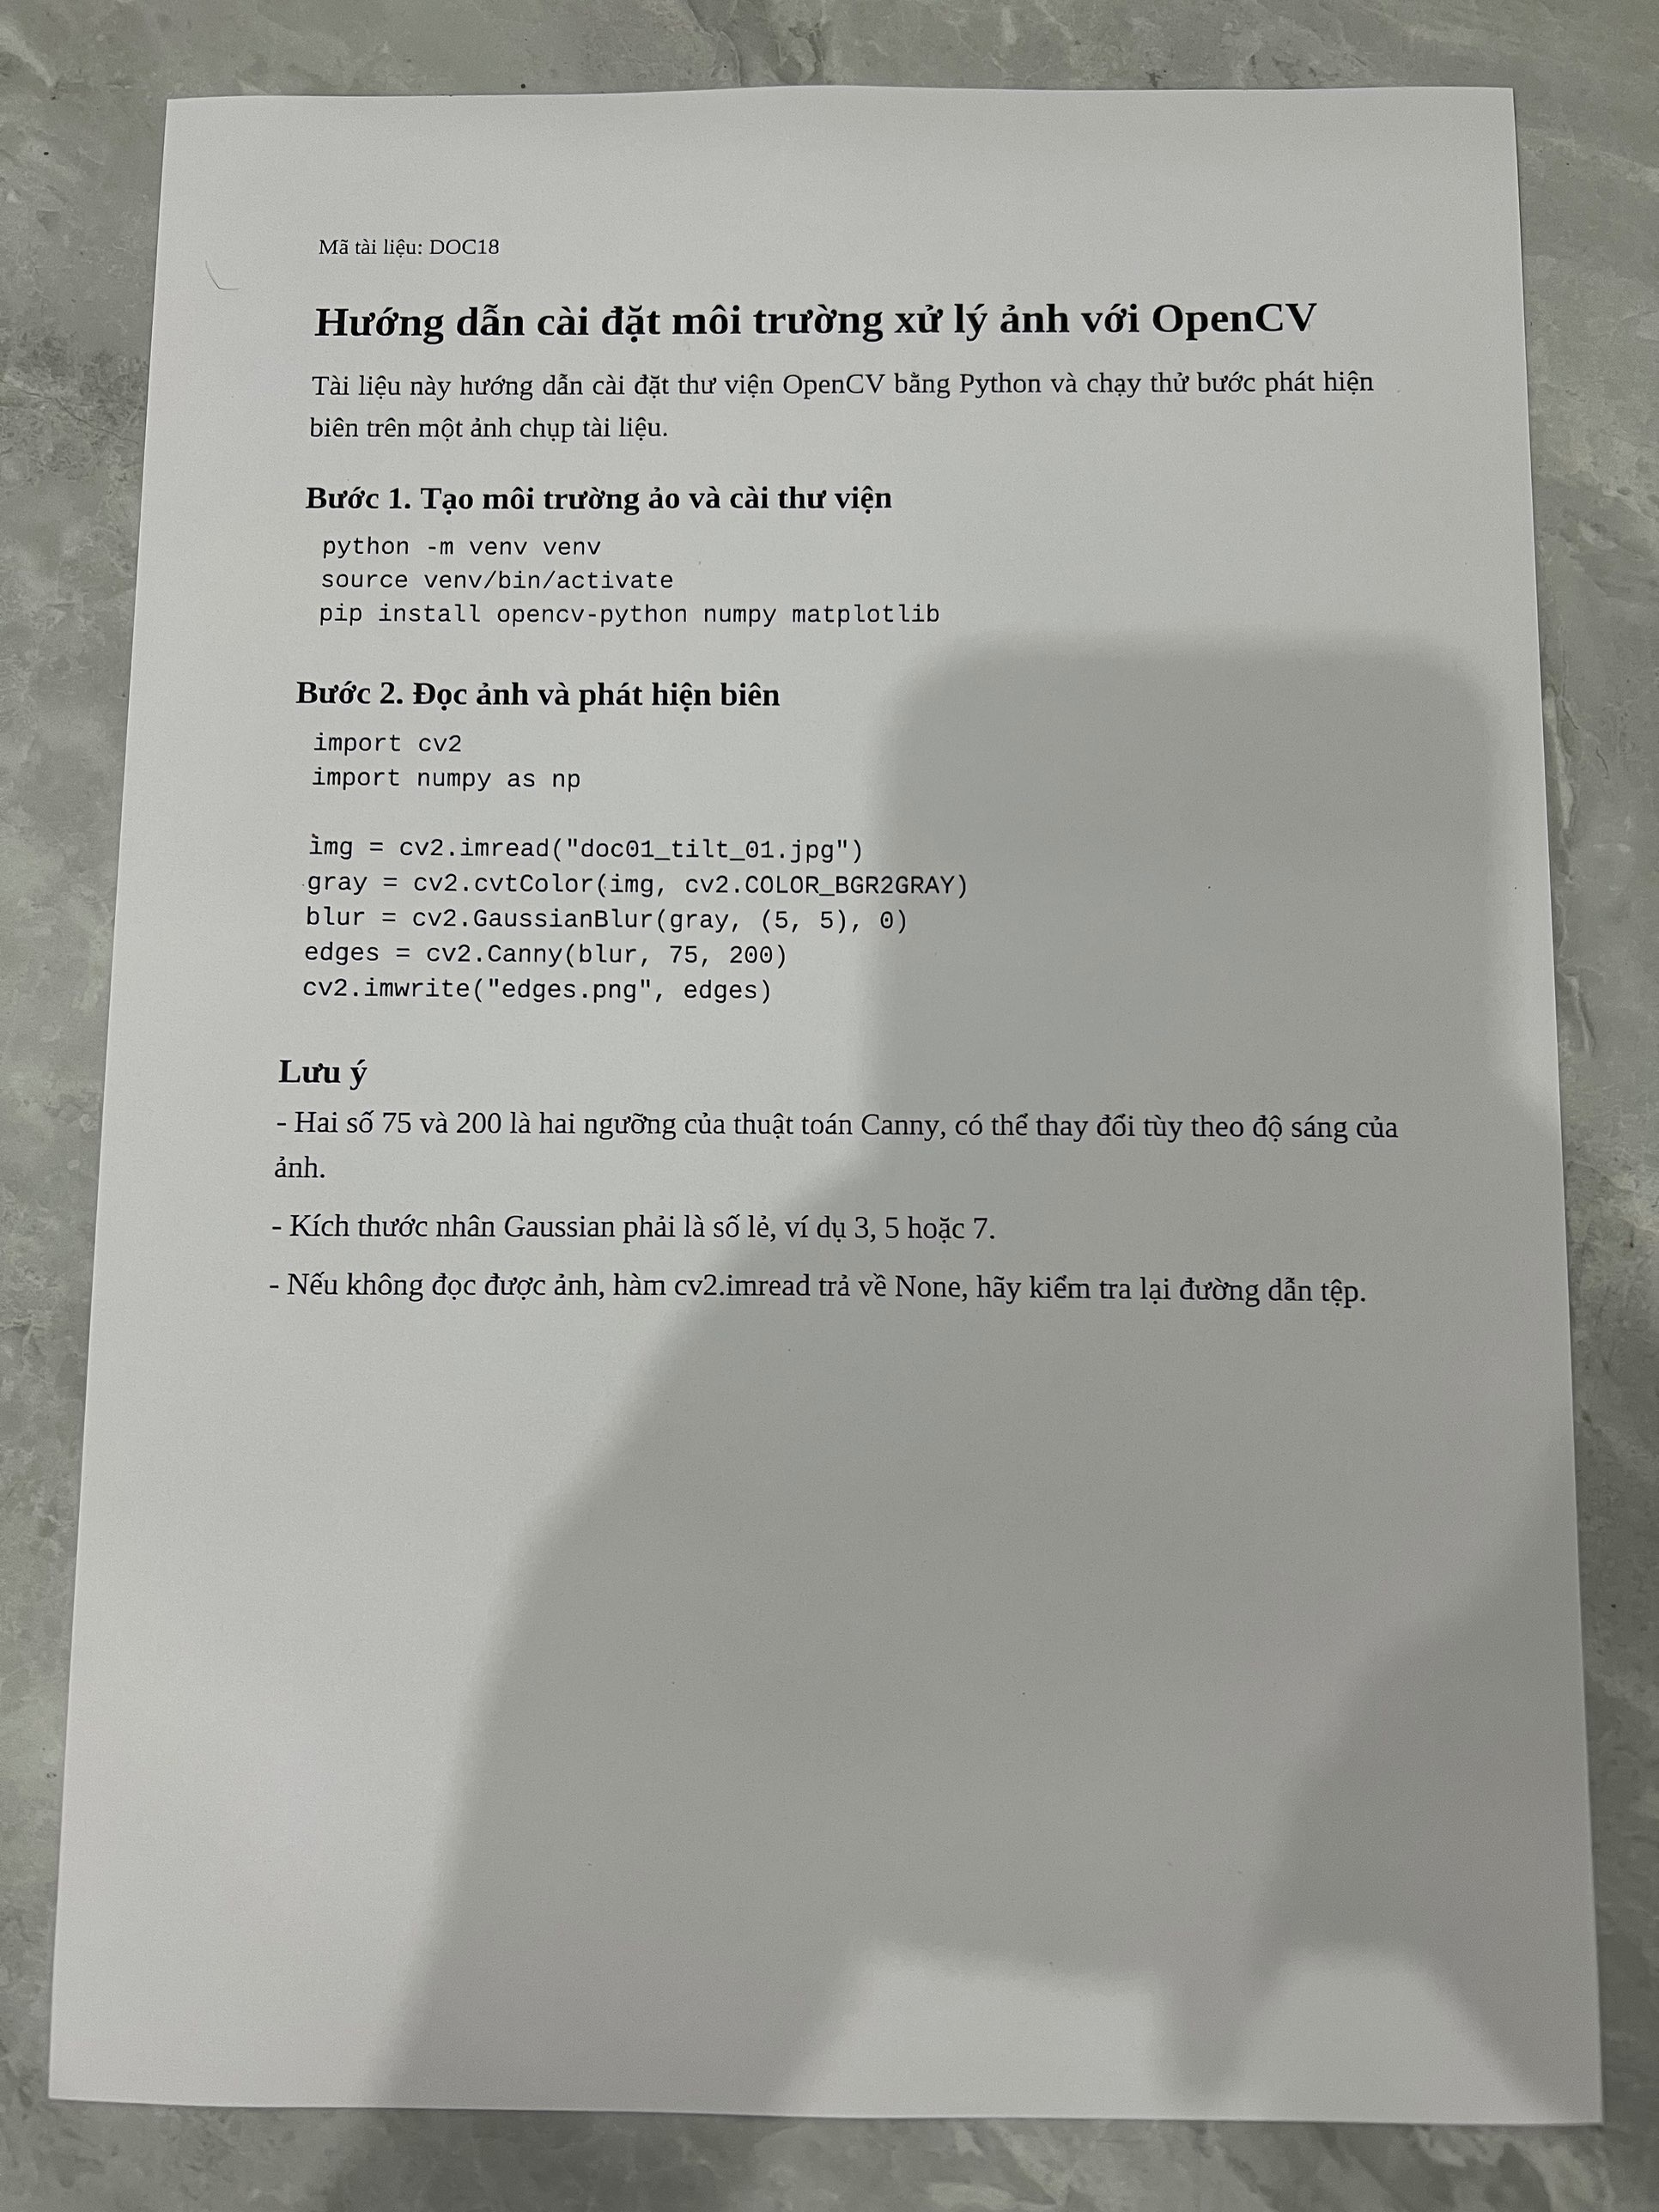 Mã tài liệu: DOC18
Hướng dẫn cài đặt môi trường xử lý ảnh với OpenCV
Tài liệu này hướng dẫn cài đặt thư viện OpenCV bằng Python và chạy thử bước phát hiện
biên trên một ảnh chụp tài liệu.
Bước 1. Tạo môi trường ảo và cài thư viện
python -m venv venv
source venv/bin/activate
pip install opencv-python numpy matplotlib
Bước 2. Đọc ảnh và phát hiện biên
import cv2
import numpy as np
img = cv2.imread("doc01_tilt_01.jpg")
gray = cv2.cvtColor(img, cv2.COLOR_BGR2GRAY)
blur = cv2.GaussianBlur(gray, (5, 5), 0)
edges = cv2.Canny(blur, 75, 200)
cv2.imwrite("edges.png", edges)
Lưu ý
- Hai số 75 và 200 là hai ngưỡng của thuật toán Canny, có thể thay đổi tùy theo độ sáng của
ảnh.
- Kích thước nhân Gaussian phải là số lẻ, ví dụ 3, 5 hoặc 7.
- Nếu không đọc được ảnh, hàm cv2.imread trả về None, hãy kiểm tra lại đường dẫn tệp.